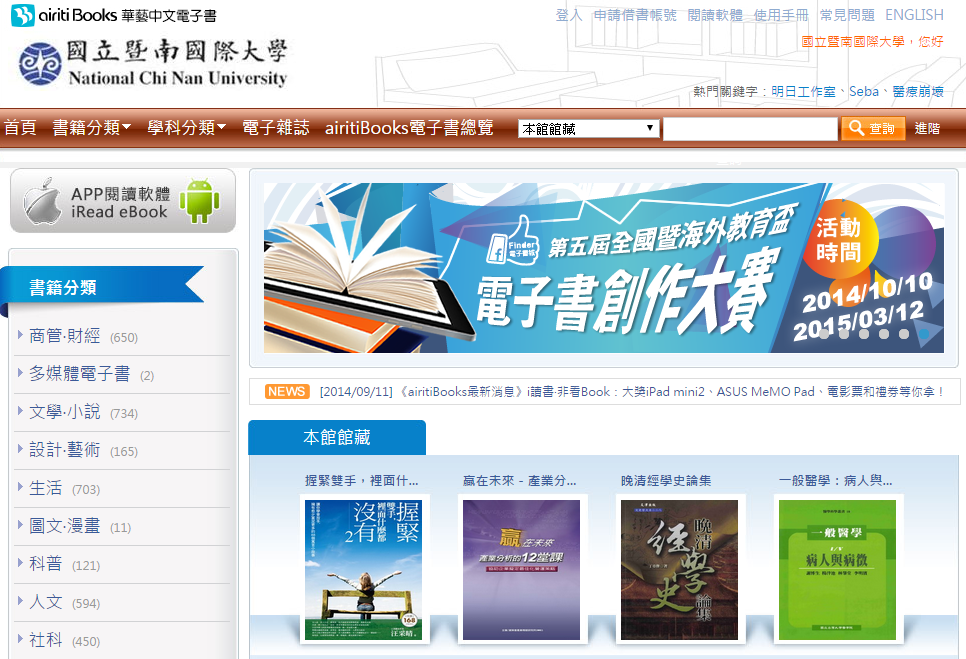 airiti Books 華藝中文電子書
登入 申請借書帳號 閱讀軟體 使用手冊 常見問題 ENGLISH
國立暨南國際大學
National Chi Nan University
國立暨南國際大學，您好
熱門關鍵字：明日工作室、Seba、醫療崩壞
首頁 書籍分類 學科分類 電子雜誌 airitiBooks電子書總覽 本館館藏 查詢 進階
APP閱讀軟體
iRead eBook
Finder
電子書城
第五屆全國暨海外教育盃
電子書創作大賽
活動
時間
2014/10/10
2015/03/12
書籍分類
商管‧財經 (650)
多媒體電子書 (2)
文學‧小說 (734)
設計‧藝術 (165)
生活 (703)
圖文‧漫畫 (11)
科普 (121)
人文 (594)
社科 (450)
NEWS [2014/09/11]《airitiBooks最新消息》i讀書‧非看Book：大獎iPad mini2、ASUS MeMO Pad、電影票和禮券等你拿！
本館館藏
握緊雙手，裡面什...
贏在未來－產業分...
晚清經學史論集
一般醫學：病人與...
握緊
雙手
裡面什麼都
沒有
2
168
汪采晴
贏在未來
產業分析的12堂課
晚清
經學史
論集
一般醫學
病人與病徵